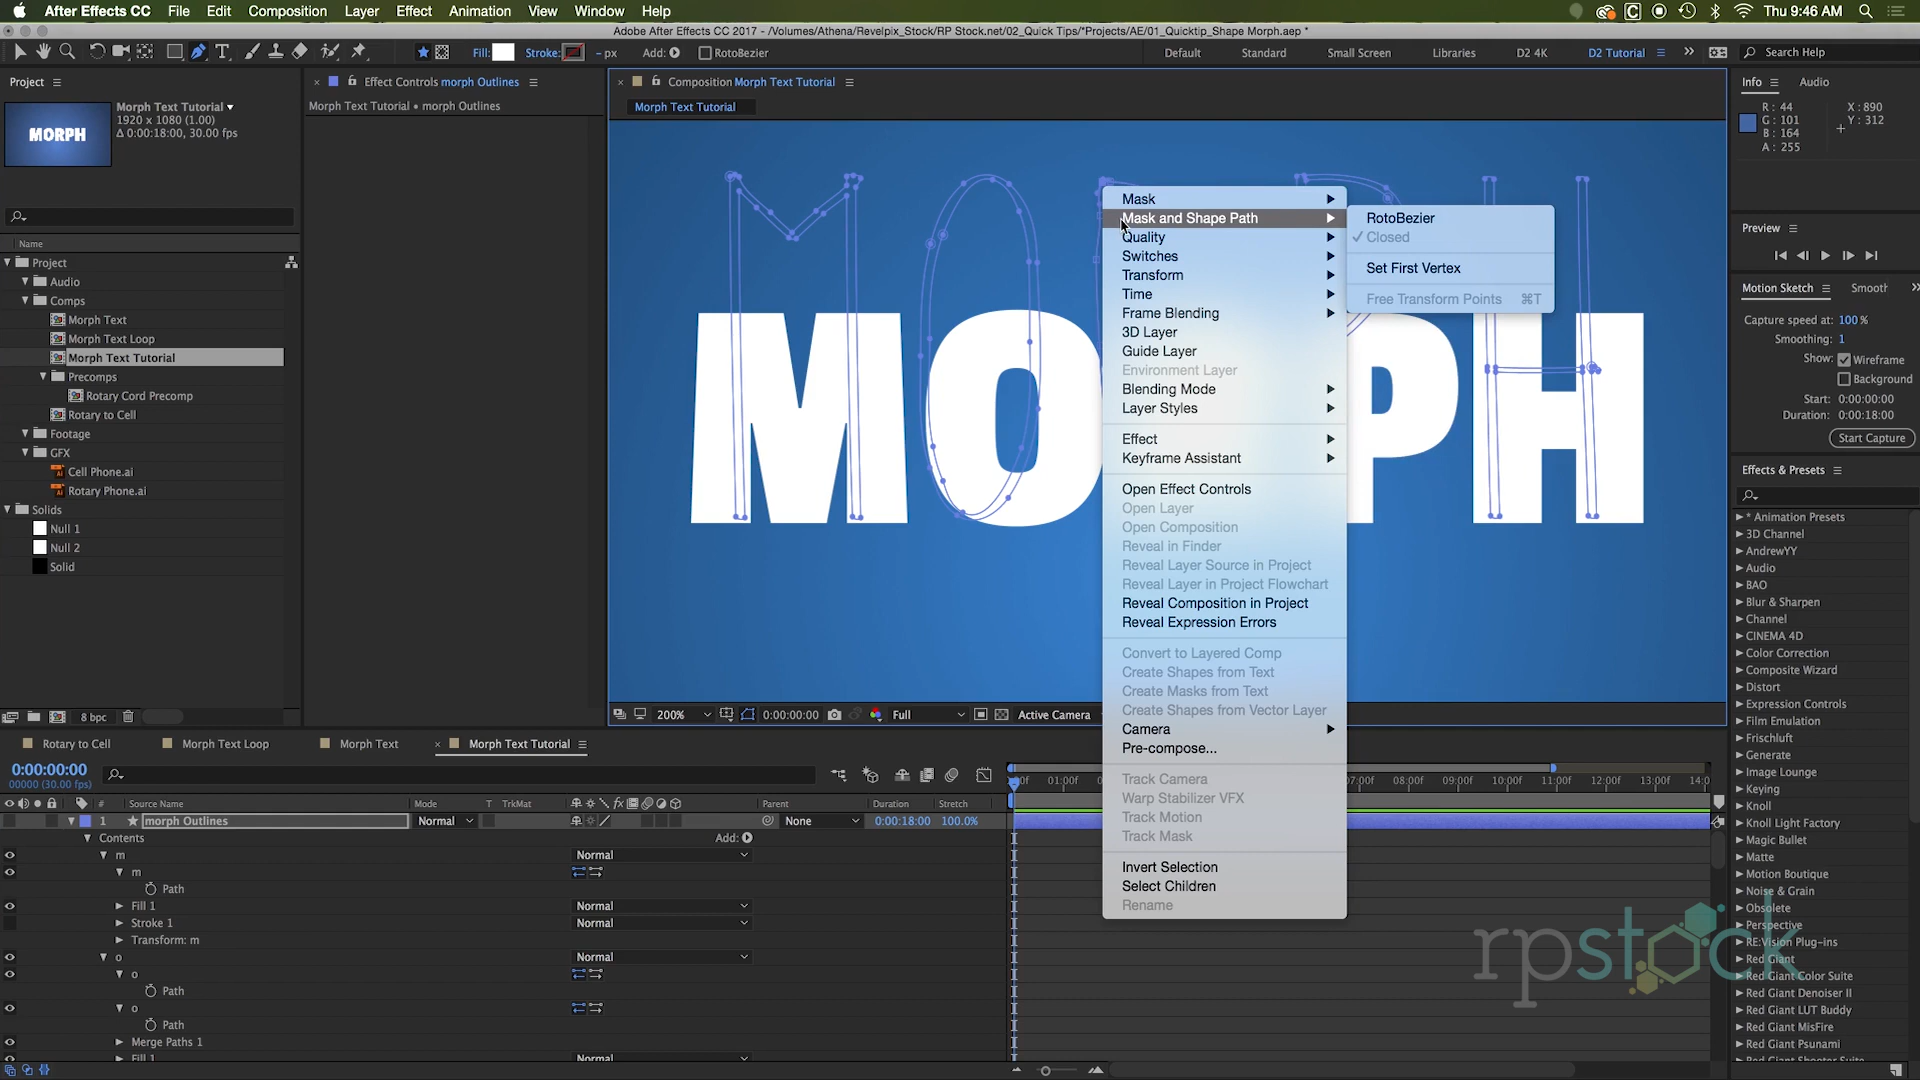 After Effects CC File Edit Composition Layer Effect Animation View Window Help Thu 9:46 AM
Adobe After Effects CC 2017 - /Volumes/Athena/Revelpix_Stock/RP Stock.net/02_Quick Tips/*Projects/AE/01_Quicktip_Shape Morph.aep *
Fill: Stroke: - px Add: RotoBezier Default Standard Small Screen Libraries D2 4K D2 Tutorial Search Help
Project
Morph Text Tutorial
1920 x 1080 (1.00)
Δ 0:00:18:00, 30.00 fps
MORPH
Name
Project
Audio
Comps
Morph Text
Morph Text Loop
Morph Text Tutorial
Precomps
Rotary Cord Precomp
Rotary to Cell
Footage
GFX
Cell Phone.ai
Rotary Phone.ai
Solids
Null 1
Null 2
Solid
8 bpc
Effect Controls morph Outlines
Morph Text Tutorial • morph Outlines
Composition Morph Text Tutorial
Morph Text Tutorial
MO PH
Mask
Mask and Shape Path
Quality
Switches
Transform
Time
Frame Blending
3D Layer
Guide Layer
Environment Layer
Blending Mode
Layer Styles
Effect
Keyframe Assistant
Open Effect Controls
Open Layer
Open Composition
Reveal in Finder
Reveal Layer Source in Project
Reveal Layer in Project Flowchart
Reveal Composition in Project
Reveal Expression Errors
Convert to Layered Comp
Create Shapes from Text
Create Masks from Text
Create Shapes from Vector Layer
Camera
Pre-compose...
Track Camera
Warp Stabilizer VFX
Track Motion
Track Mask
Invert Selection
Select Children
Rename
RotoBezier
Closed
Set First Vertex
Free Transform Points ⌘T
200% 0:00:00:00 Full Active Camera
Info Audio
R: 44 X: 890
G: 101 Y: 312
B: 164
A: 255
Preview
Motion Sketch Smooth
Capture speed at: 100%
Smoothing: 1
Show: Wireframe
Background
Start: 0:00:00:00
Duration: 0:00:18:00
Start Capture
Effects & Presets
* Animation Presets
3D Channel
AndrewYY
Audio
BAO
Blur & Sharpen
Channel
CINEMA 4D
Color Correction
Composite Wizard
Distort
Expression Controls
Film Emulation
Frischluft
Generate
Image Lounge
Keying
Knoll
Knoll Light Factory
Magic Bullet
Matte
Motion Boutique
Noise & Grain
Obsolete
Perspective
RE:Vision Plug-ins
Red Giant
Red Giant Color Suite
Red Giant Denoiser II
Red Giant LUT Buddy
Red Giant MisFire
Red Giant Psunami
Red Giant Shooter Suite
rpstock
Rotary to Cell Morph Text Loop Morph Text Morph Text Tutorial
0:00:00:00
00000 (30.00 fps)
01:00f 07:00f 08:00f 09:00f 10:00f 11:00f 12:00f 13:00f
# Source Name Mode T TrkMat Parent Duration Stretch
1 morph Outlines Normal None 0:00:18:00 100.0%
Contents Add:
m Normal
m
Path
Fill 1 Normal
Stroke 1 Normal
Transform: m
o Normal
o
Path
o
Path
Merge Paths 1
Fill 1 Normal